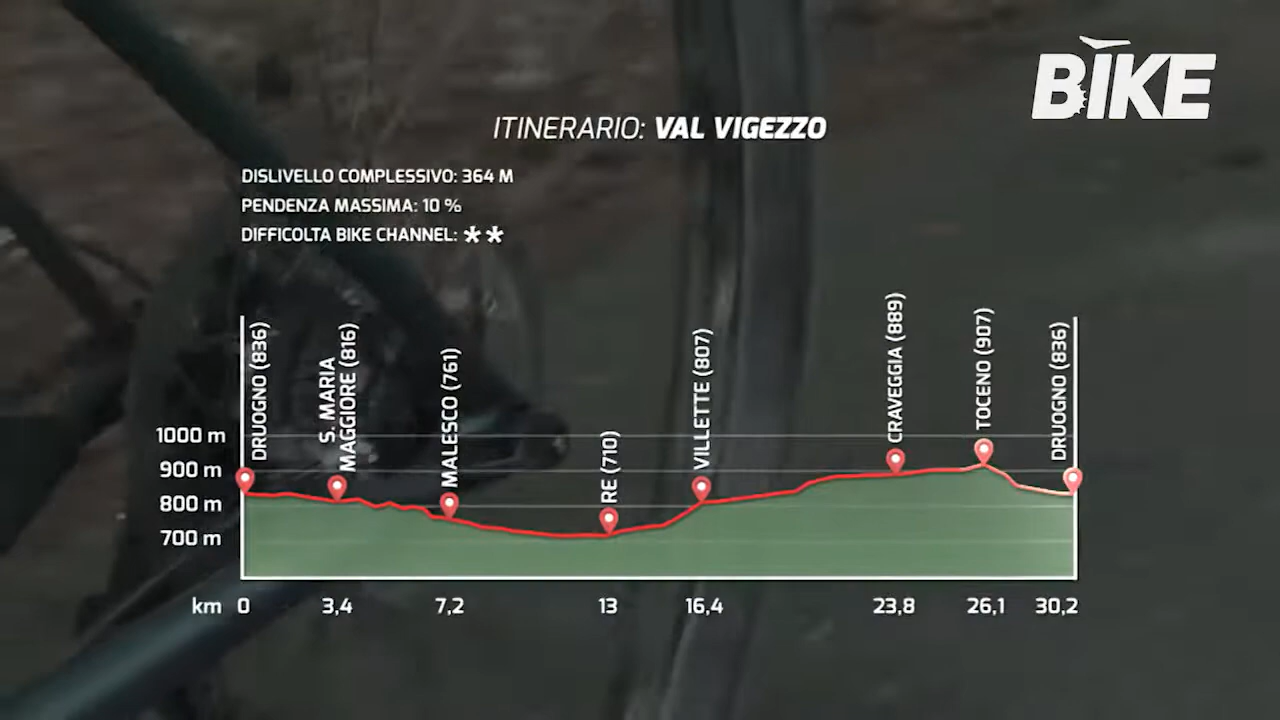 BIKE
ITINERARIO: VAL VIGEZZO
DISLIVELLO COMPLESSIVO: 364 M
PENDENZA MASSIMA: 10 %
DIFFICOLTA BIKE CHANNEL: **
DRUOGNO (836)
S. MARIA
MAGGIORE (816)
MALESCO (761)
RE (710)
VILLETTE (807)
CRAVEGGIA (889)
TOCENO (907)
DRUOGNO (836)
1000 m
900 m
800 m
700 m
km 0 3,4 7,2 13 16,4 23,8 26,1 30,2